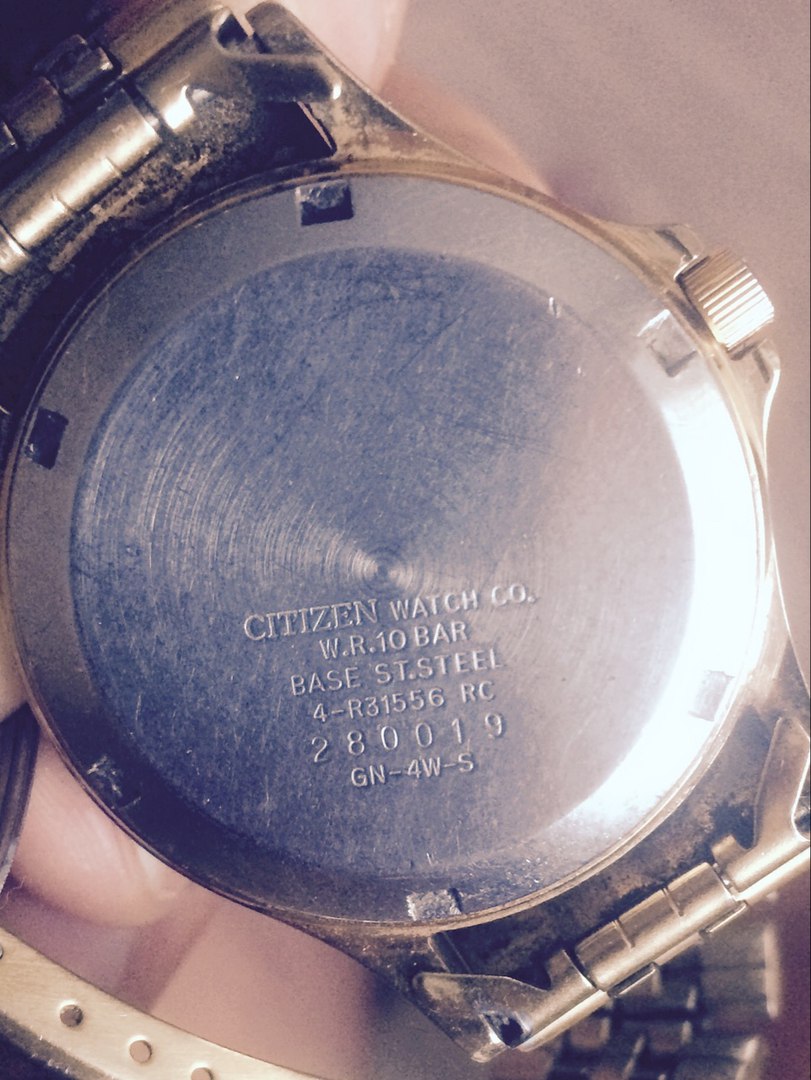 CITIZEN WATCH CO.
W.R.10 BAR
BASE ST.STEEL
4-R31556 RC
280019
GN-4W-S